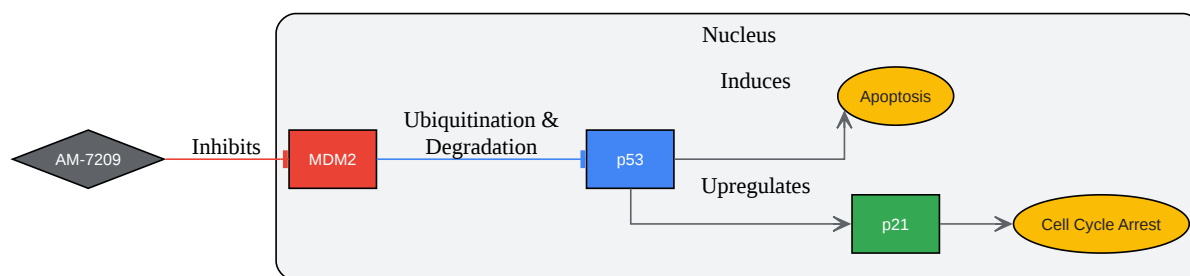 Nucleus
Induces
Apoptosis
Ubiquitination &
Degradation
Inhibits
AM-7209
MDM2
p53
Upregulates
p21
Cell Cycle Arrest